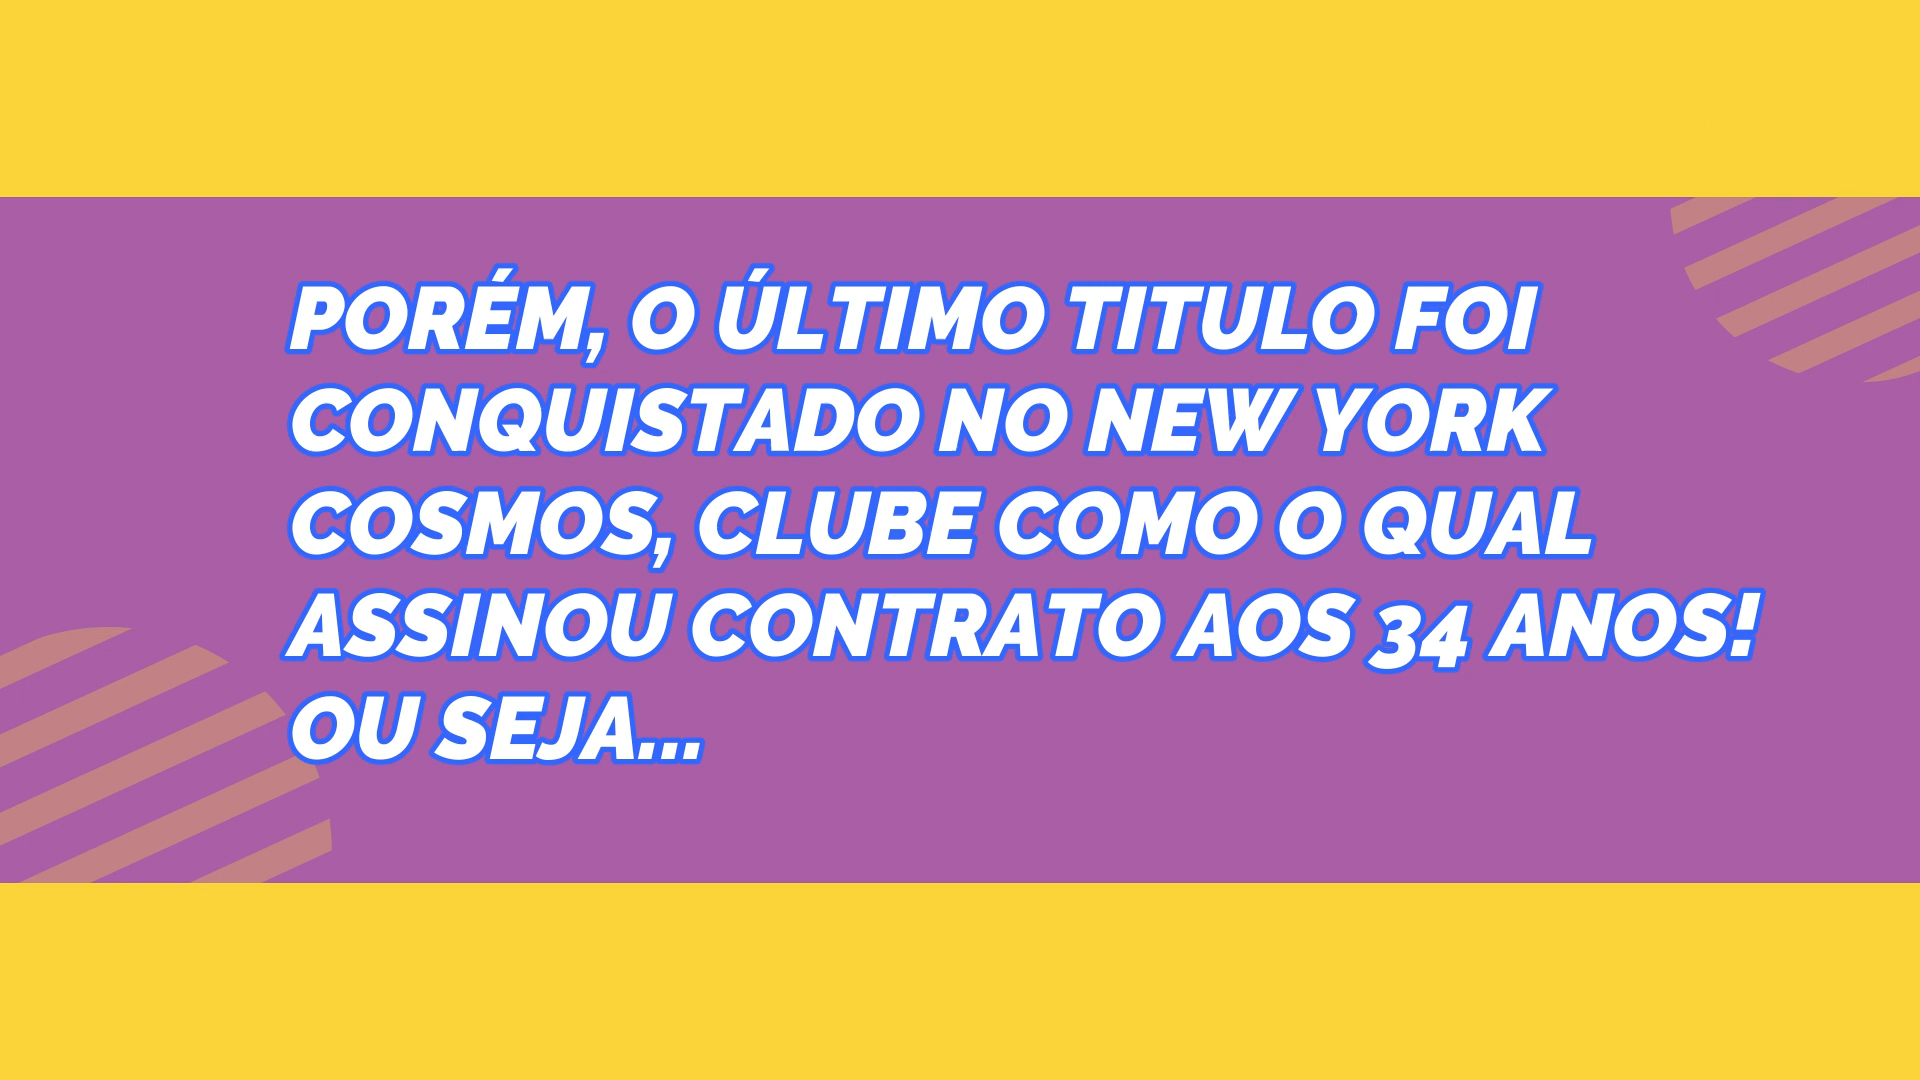 PORÉM, O ÚLTIMO TITULO FOI
CONQUISTADO NO NEW YORK
COSMOS, CLUBE COMO O QUAL
ASSINOU CONTRATO AOS 34 ANOS!
OU SEJA...